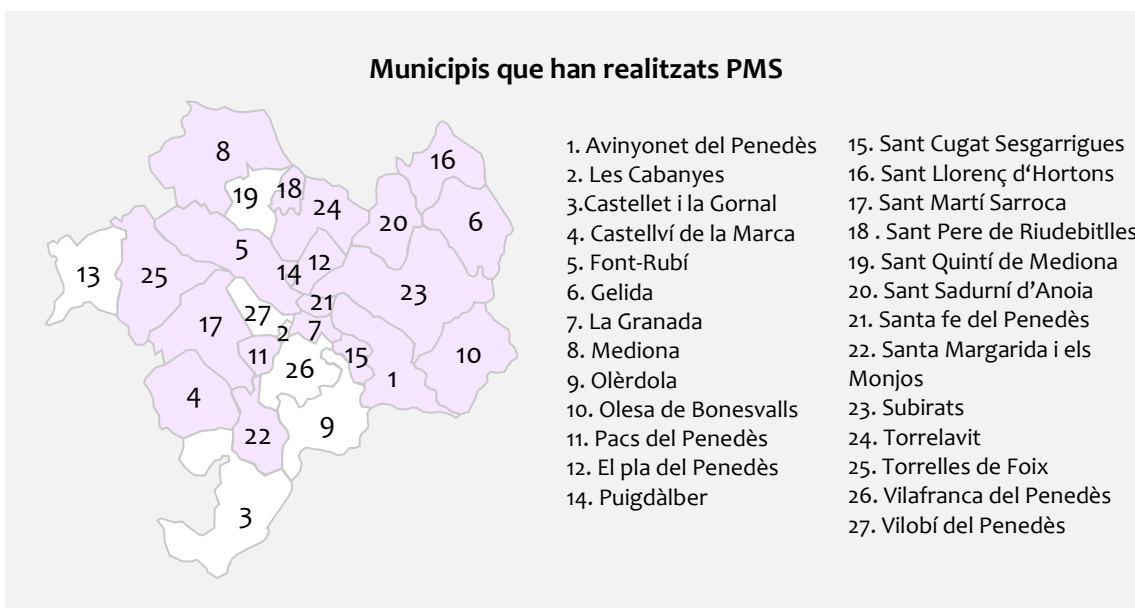 Municipis que han realitzats PMS
8
16
19
18
24
20
6
5
12
13
25
14
23
21
27
17
2
7
11
15
10
26
1
4
9
22
3
1. Avinyonet del Penedès
2. Les Cabanyes
3.Castellet i la Gornal
4. Castellví de la Marca
5. Font-Rubí
6. Gelida
7. La Granada
8. Mediona
9. Olèrdola
10. Olesa de Bonesvalls
11. Pacs del Penedès
12. El pla del Penedès
14. Puigdàlber
15. Sant Cugat Sesgarrigues
16. Sant Llorenç d‘Hortons
17. Sant Martí Sarroca
18 . Sant Pere de Riudebitlles
19. Sant Quintí de Mediona
20. Sant Sadurní d’Anoia
21. Santa fe del Penedès
22. Santa Margarida i els
Monjos
23. Subirats
24. Torrelavit
25. Torrelles de Foix
26. Vilafranca del Penedès
27. Vilobí del Penedès